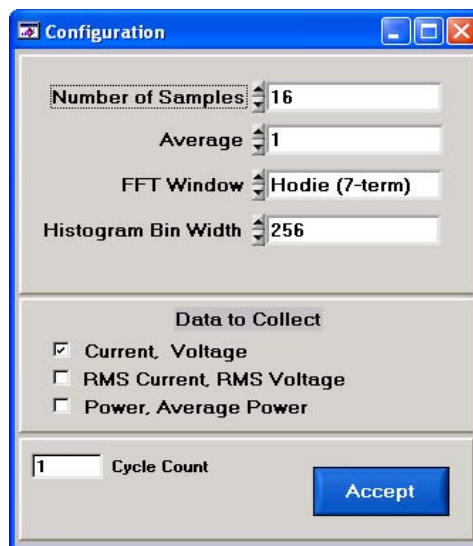 Configuration
Number of Samples 16
Average 1
FFT Window Hodie (7-term)
Histogram Bin Width 256
Data to Collect
Current, Voltage
RMS Current, RMS Voltage
Power, Average Power
1 Cycle Count
Accept